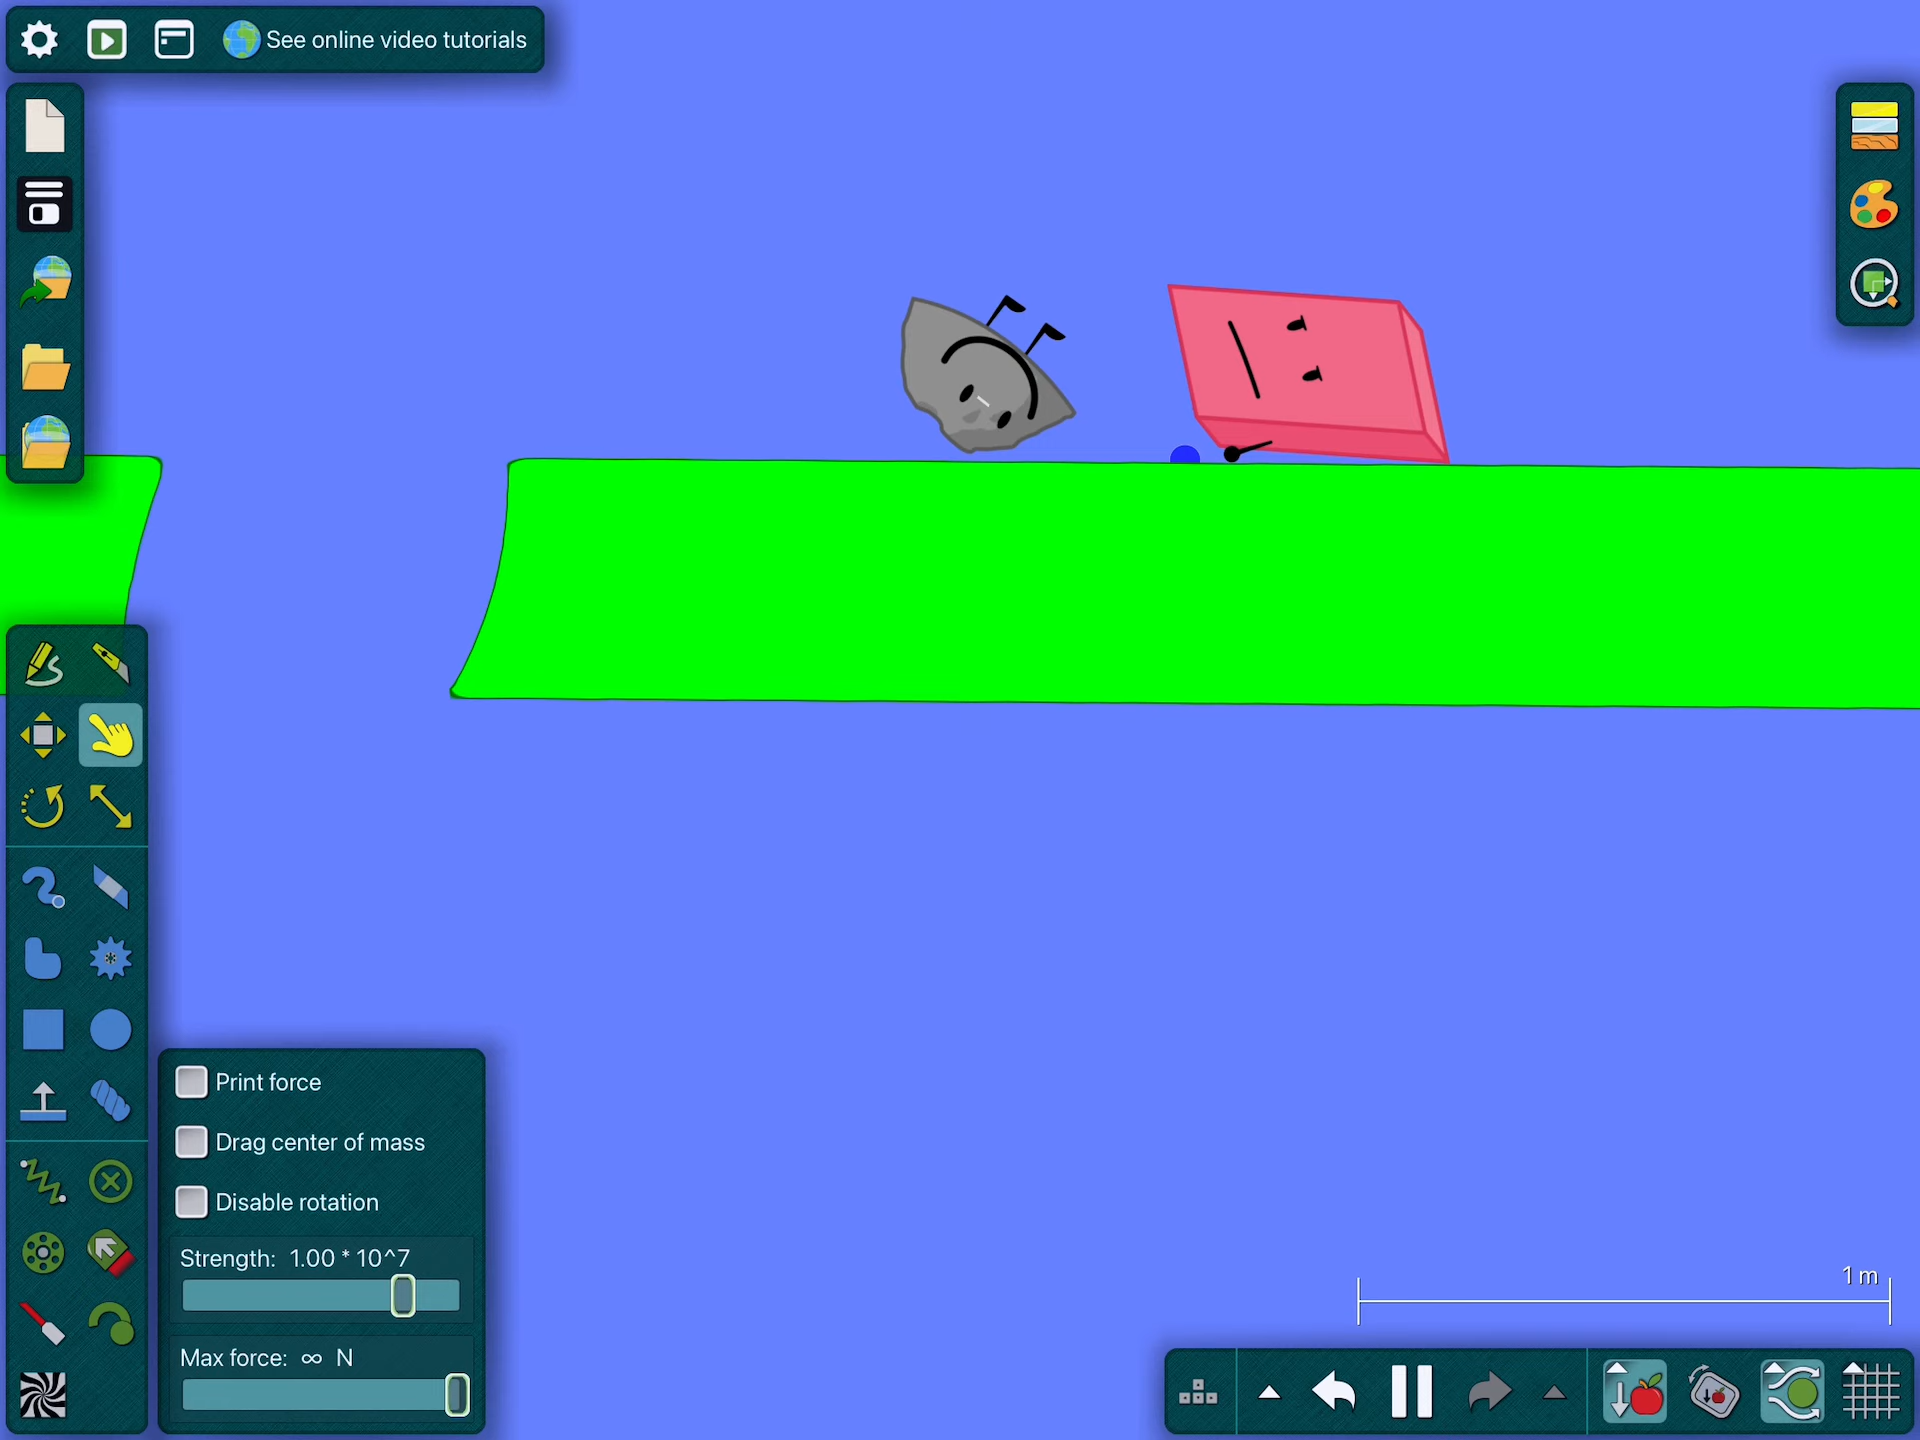 See online video tutorials
Print force
Drag center of mass
Disable rotation
Strength: 1.00 * 10^7
Max force: ∞ N
1 m